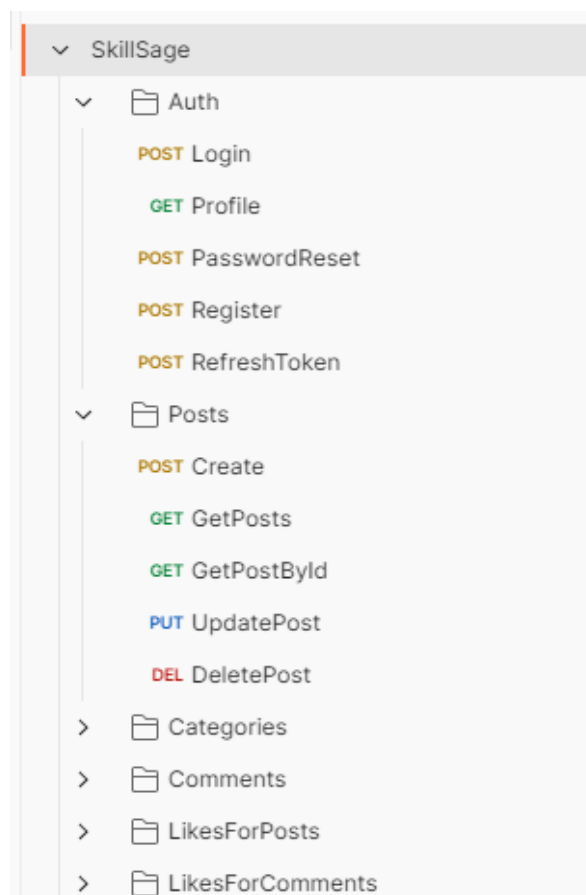 SkillSage
Auth
POST Login
GET Profile
POST PasswordReset
POST Register
POST RefreshToken
Posts
POST Create
GET GetPosts
GET GetPostById
PUT UpdatePost
DEL DeletePost
Categories
Comments
LikesForPosts
LikesForComments